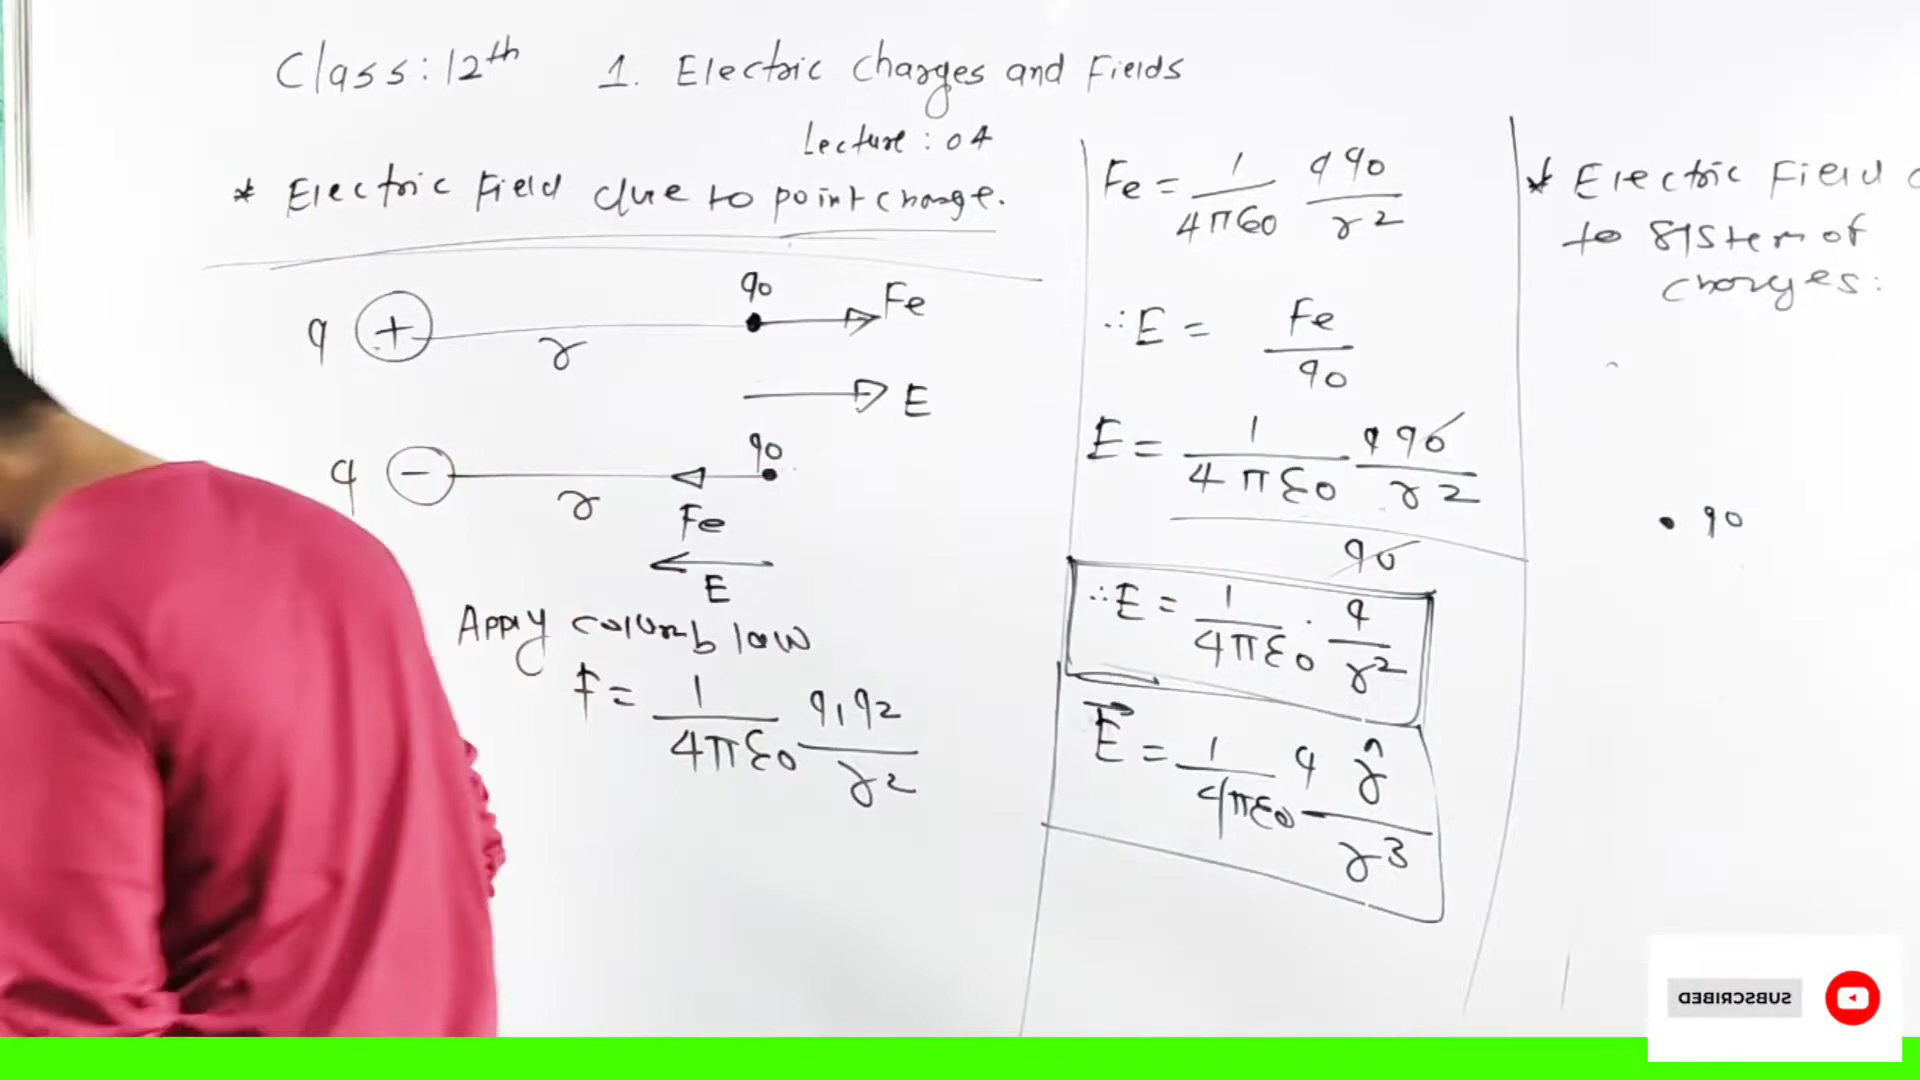 Class: 12th 1. Electric charges and Fields
Lecture: 04
* Electric Field due to point charge.
q + r q0 Fe
E
q - r q0
Fe
E
Apply columb law
F = 1/4πε0 q1q2/r2
Fe = 1/4πε0 qq0/r2
∴E = Fe/q0
E = 1/4πε0 qq0/r2
q0
∴E = 1/4πε0 . q/r2
E⃗ = 1/4πε0 q r̂/r3
* Electric Field
to system of
charges:
• q0
SUBSCRIBED